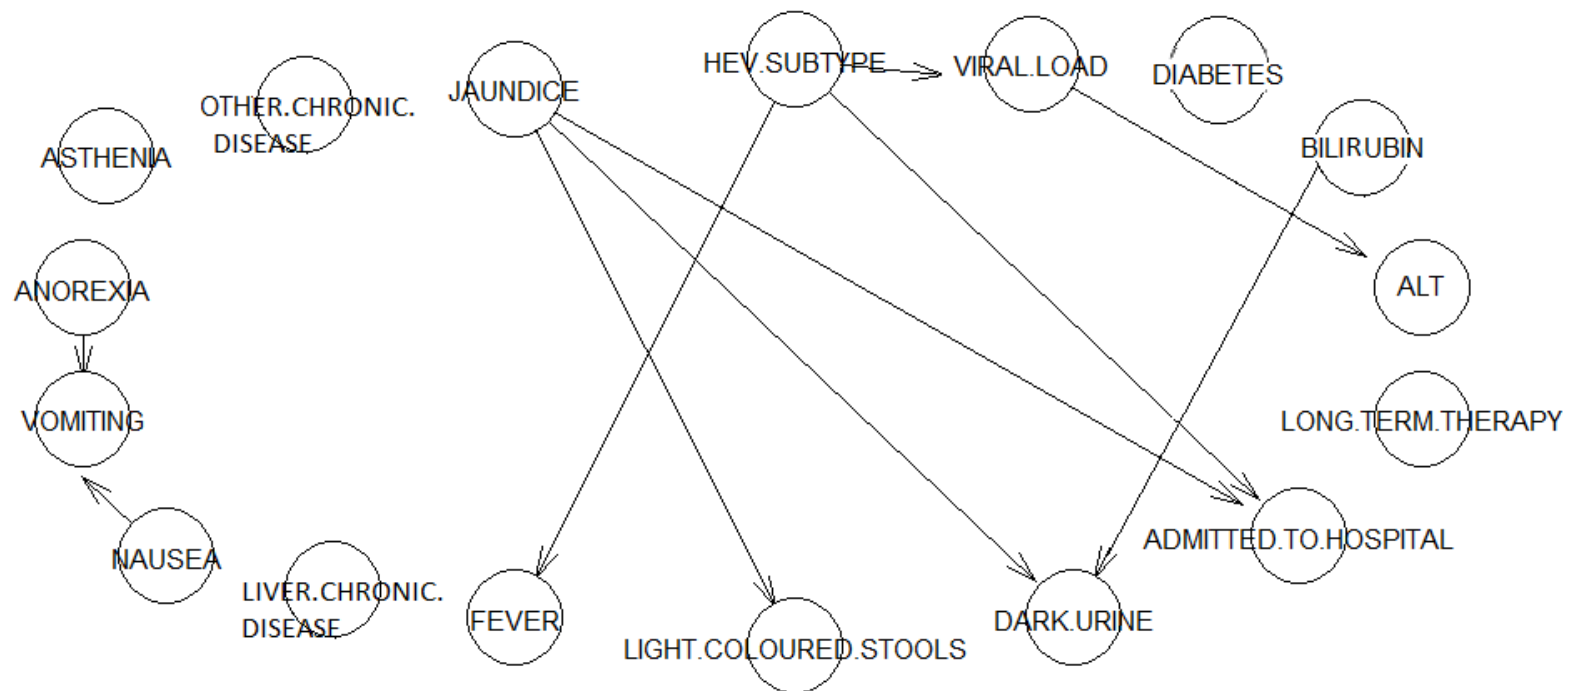 HEV.SUBTYPE
VIRAL.LOAD
DIABETES
JAUNDICE
OTHER.CHRONIC.
DISEASE
BILIRUBIN
ASTHENIA
ANOREXIA
ALT
VOMITING
LONG.TERM.THERAPY
ADMITTED.TO.HOSPITAL
NAUSEA
LIVER.CHRONIC.
DISEASE
FEVER
DARK.URINE
LIGHT.COLOURED.STOOLS